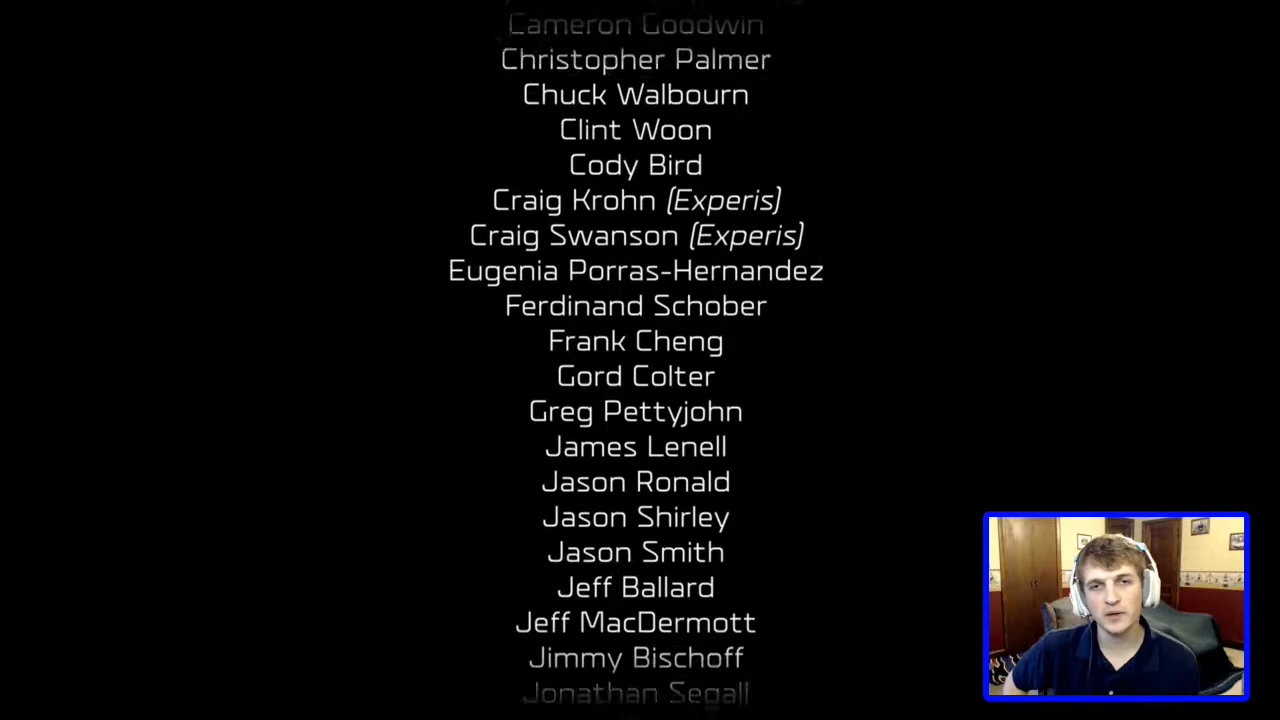 Cameron Goodwin
Christopher Palmer
Chuck Walbourn
Clint Woon
Cody Bird
Craig Krohn (Experis)
Craig Swanson (Experis)
Eugenia Porras-Hernandez
Ferdinand Schober
Frank Cheng
Gord Colter
Greg Pettyjohn
James Lenell
Jason Ronald
Jason Shirley
Jason Smith
Jeff Ballard
Jeff MacDermott
Jimmy Bischoff
Jonathan Segall